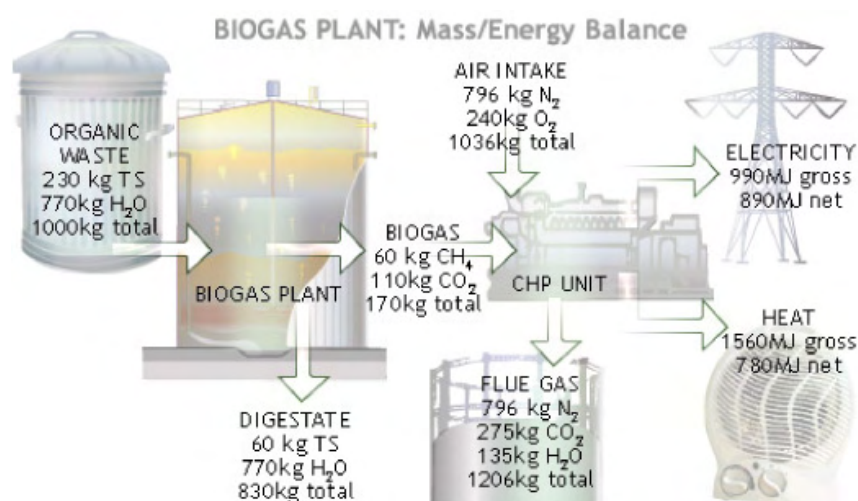 BIOGAS PLANT: Mass/Energy Balance
ORGANIC
WASTE
230 kg TS
770kg H₂O
1000kg total
BIOGAS PLANT
DIGESTATE
60 kg TS
770kg H₂O
830kg total
BIOGAS
60 kg CH₄
110kg CO₂
170kg total
AIR INTAKE
796 kg N₂
240kg O₂
1036kg total
CHP UNIT
FLUE GAS
796 kg N₂
275kg CO₂
135kg H₂O
1206kg total
ELECTRICITY
990MJ gross
890MJ net
HEAT
1560MJ gross
780MJ net